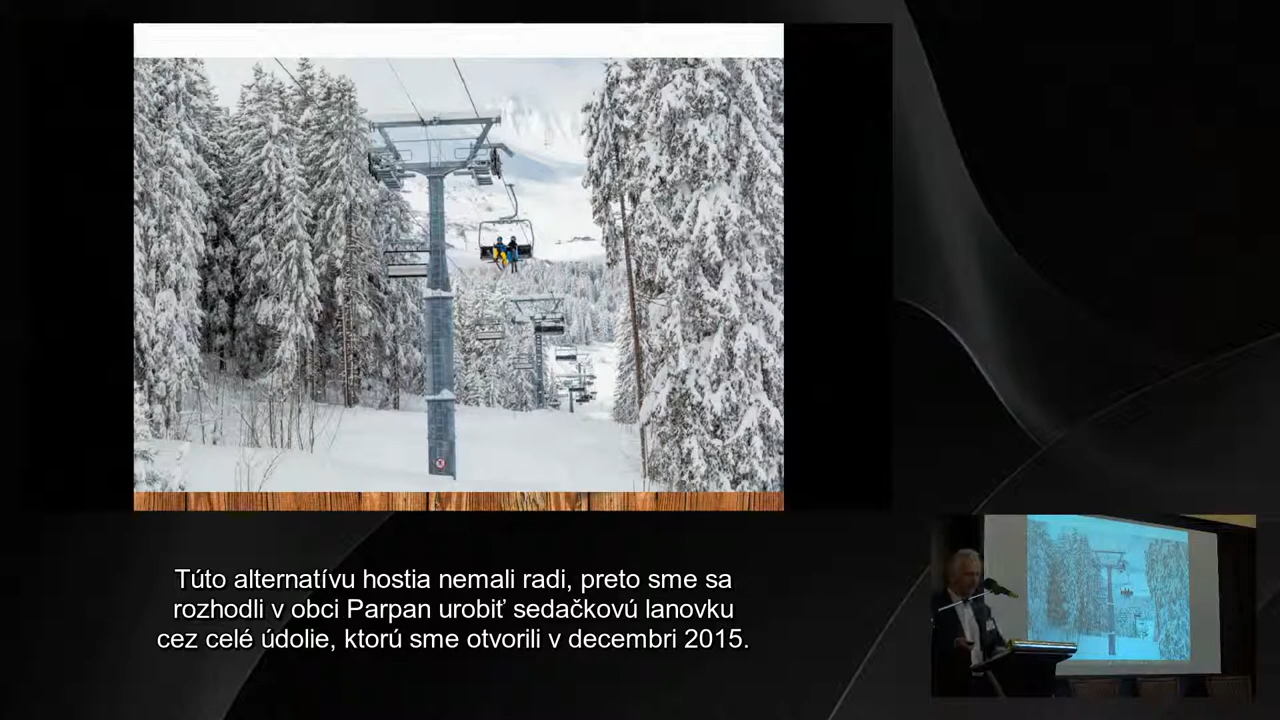 Túto alternatívu hostia nemali radi, preto sme sa
rozhodli v obci Parpan urobiť sedačkovú lanovku
cez celé údolie, ktorú sme otvorili v decembri 2015.